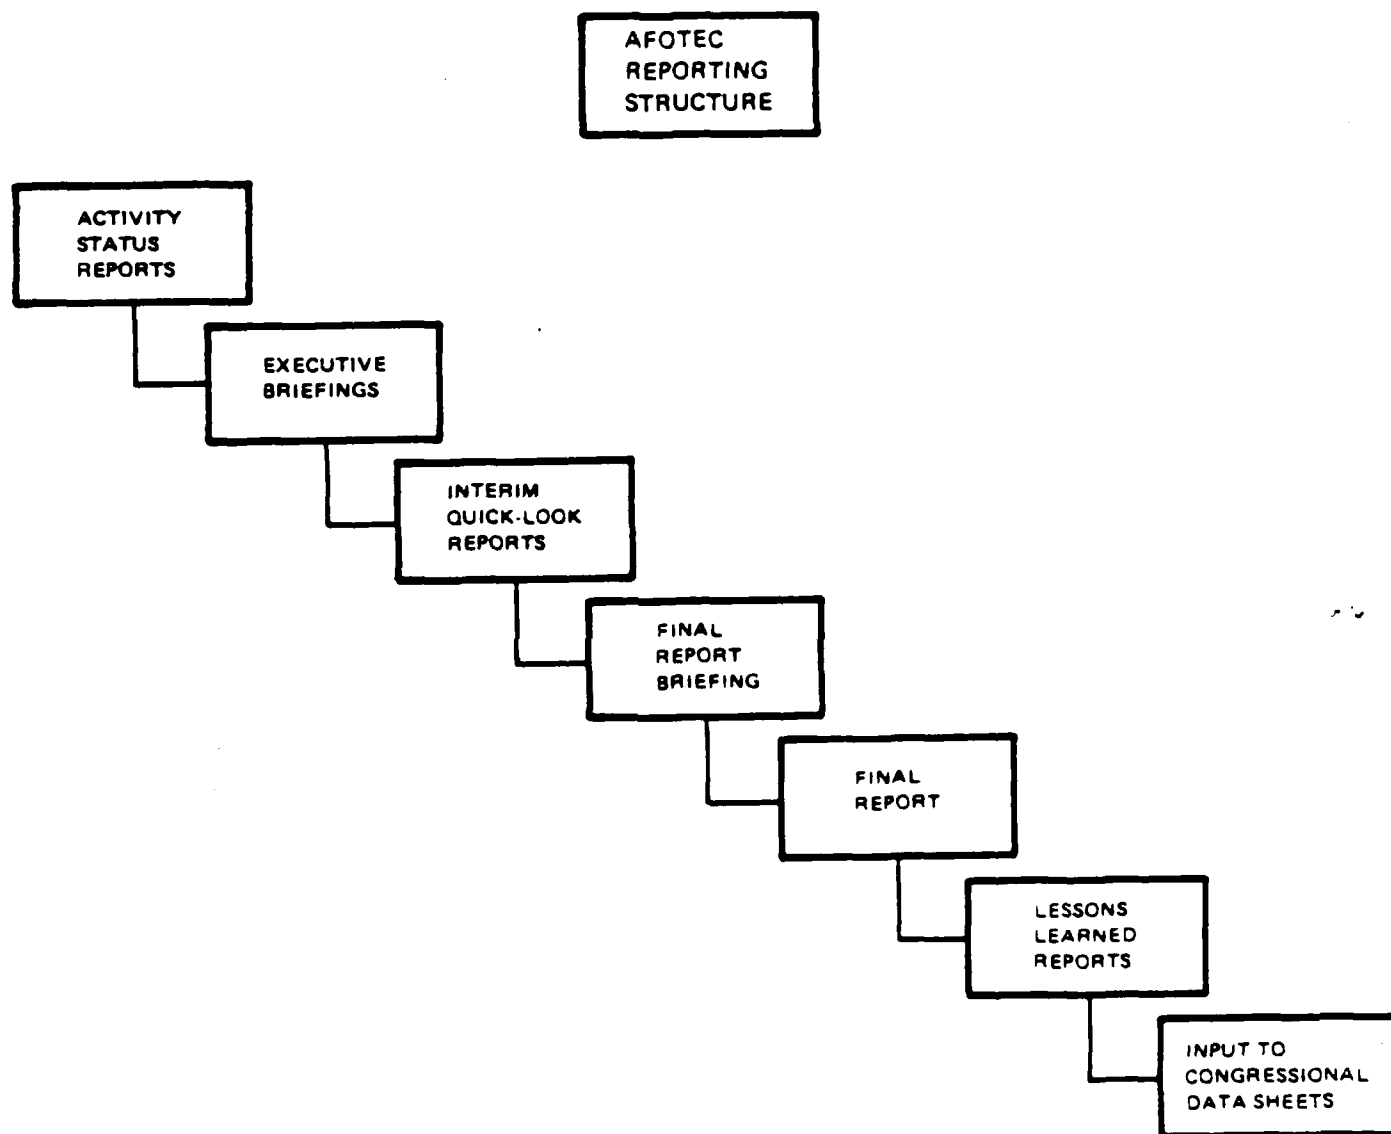 AFOTEC
REPORTING
STRUCTURE
ACTIVITY
STATUS
REPORTS
EXECUTIVE
BRIEFINGS
INTERIM
QUICK-LOOK
REPORTS
FINAL
REPORT
BRIEFING
FINAL
REPORT
LESSONS
LEARNED
REPORTS
INPUT TO
CONGRESSIONAL
DATA SHEETS